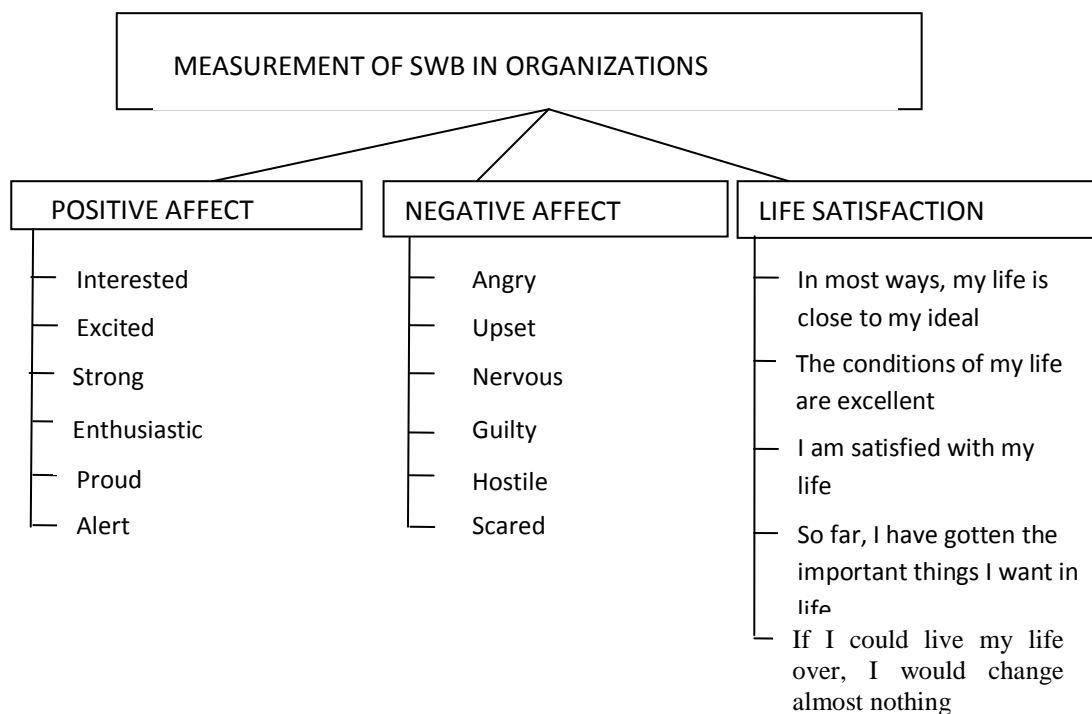 MEASUREMENT OF SWB IN ORGANIZATIONS
POSITIVE AFFECT
Interested
Excited
Strong
Enthusiastic
Proud
Alert
NEGATIVE AFFECT
Angry
Upset
Nervous
Guilty
Hostile
Scared
LIFE SATISFACTION
In most ways, my life is
close to my ideal
The conditions of my life
are excellent
I am satisfied with my
life
So far, I have gotten the
important things I want in
life
If I could live my life
over, I would change
almost nothing